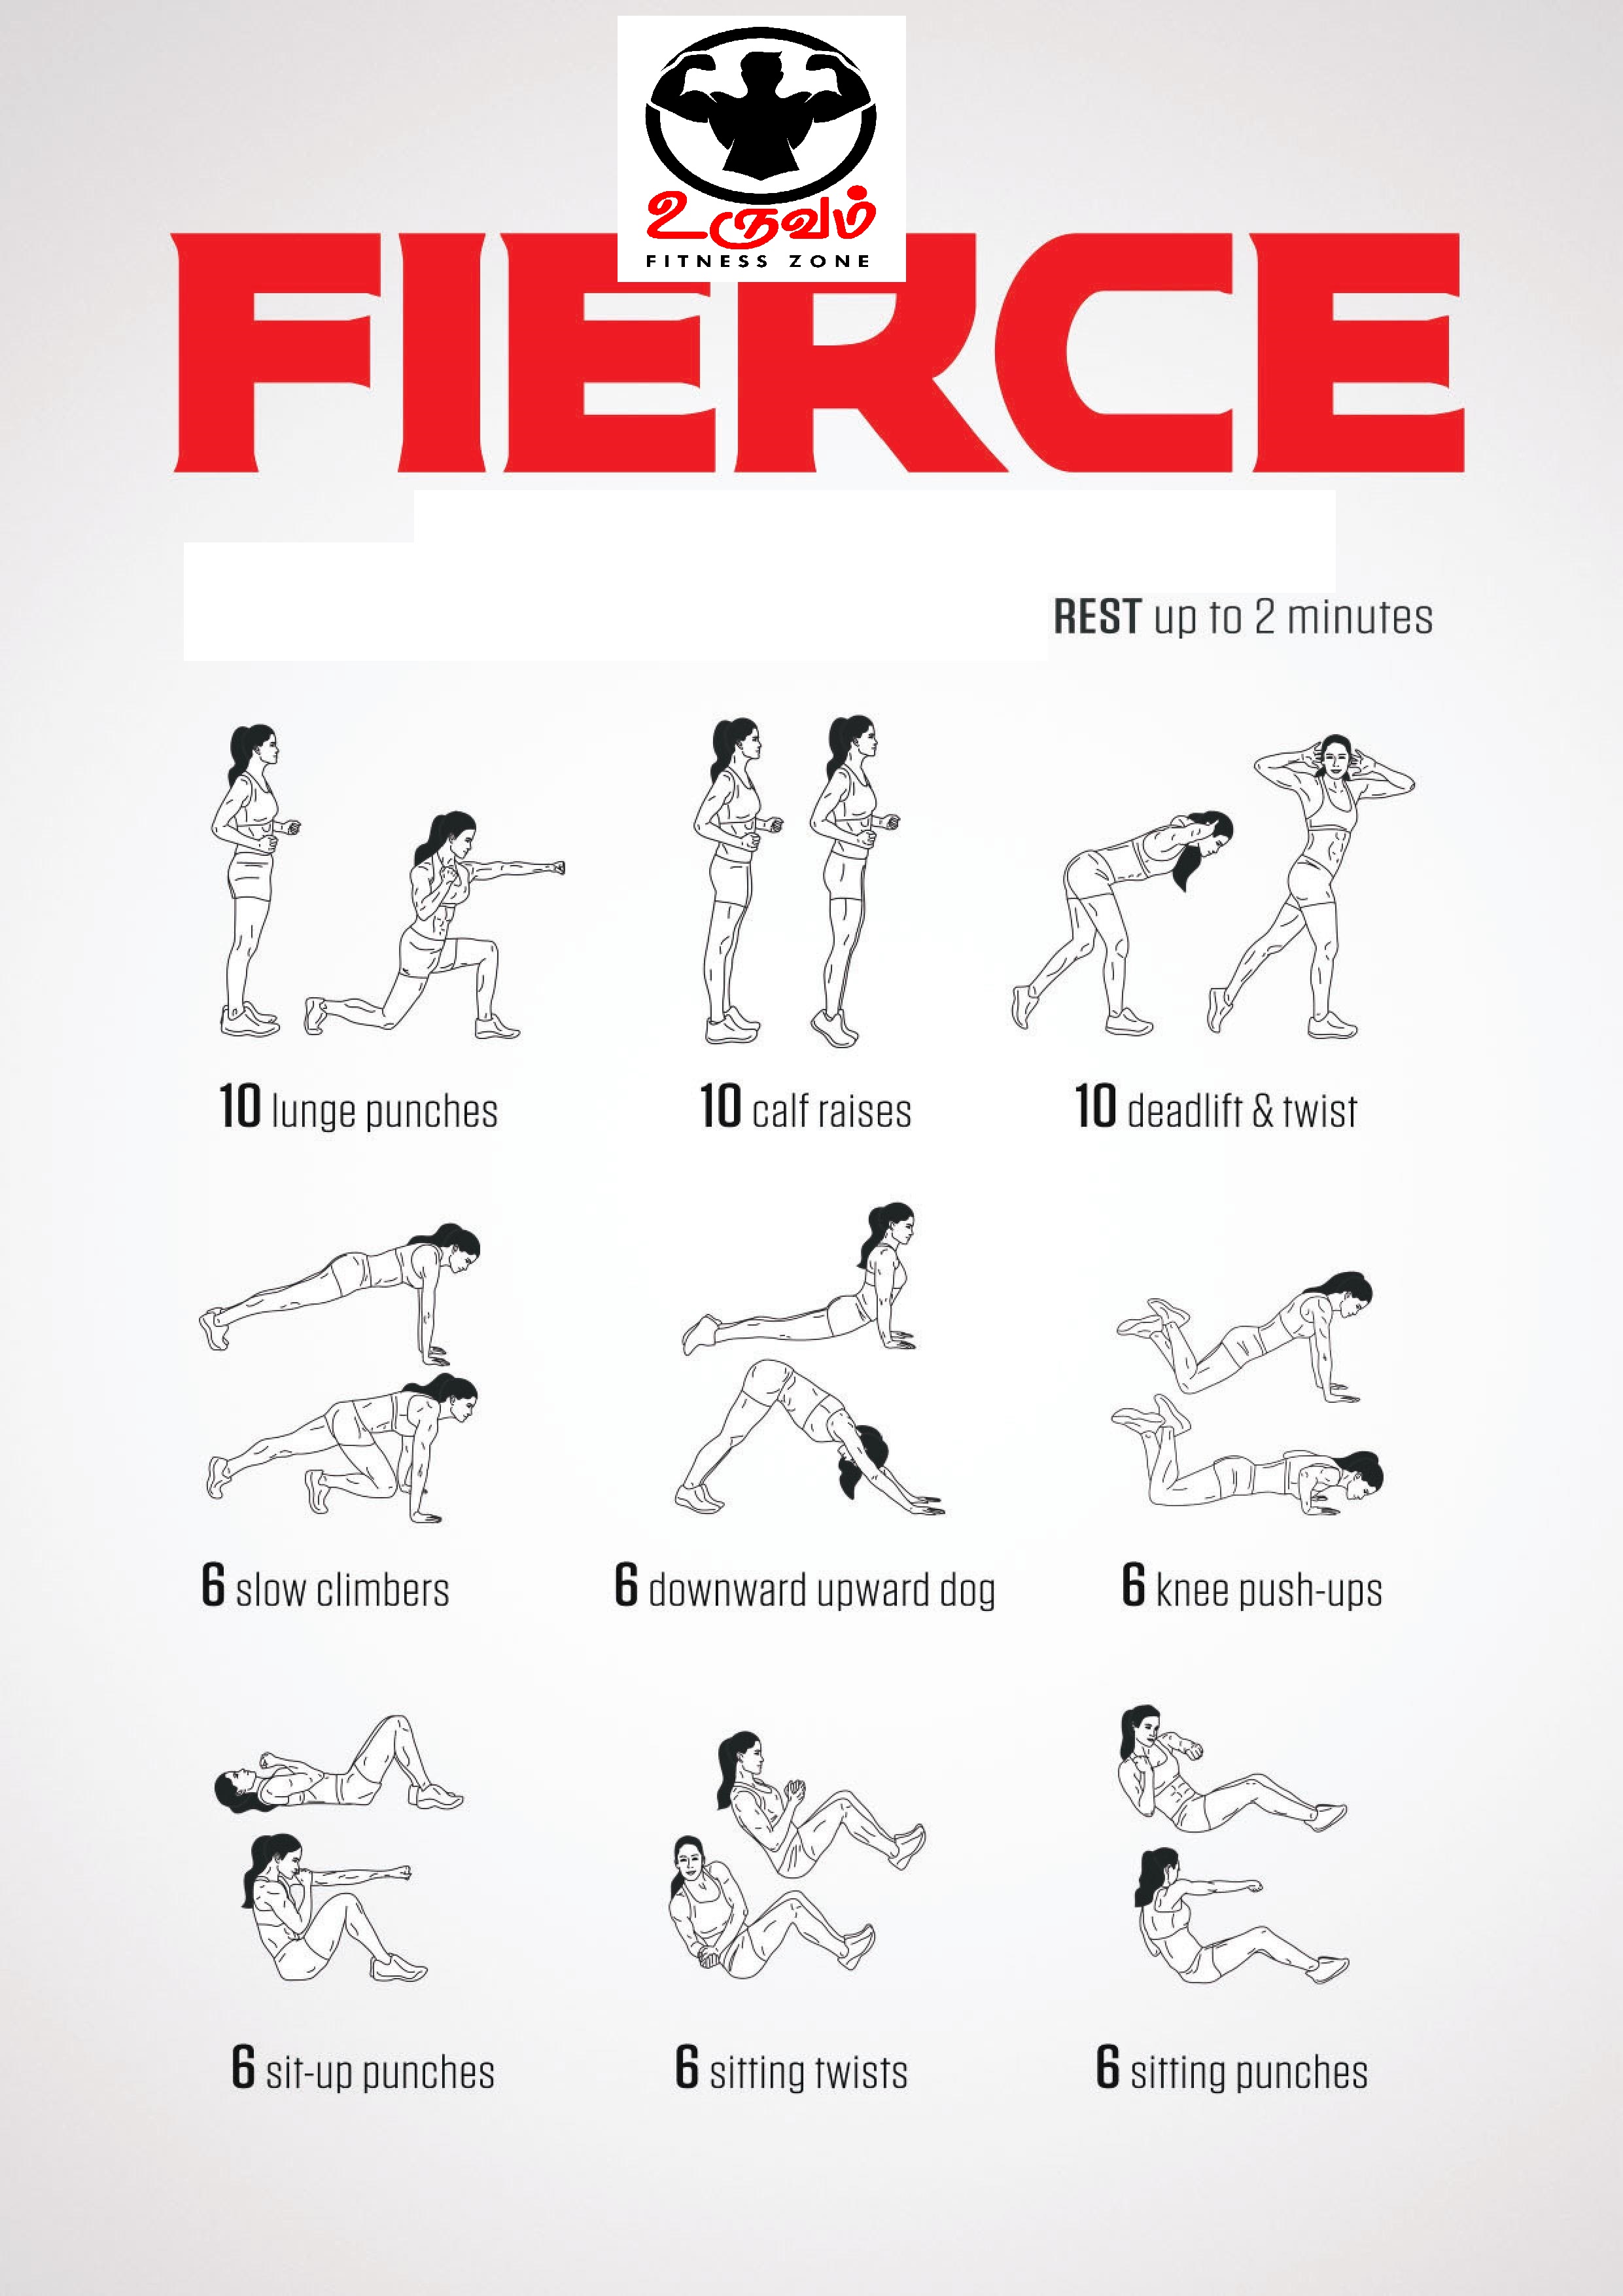 உருவம்
FITNESS ZONE
FIERCE
REST up to 2 minutes
10 lunge punches
10 calf raises
10 deadlift & twist
6 slow climbers
6 downward upward dog
6 knee push-ups
6 sit-up punches
6 sitting twists
6 sitting punches